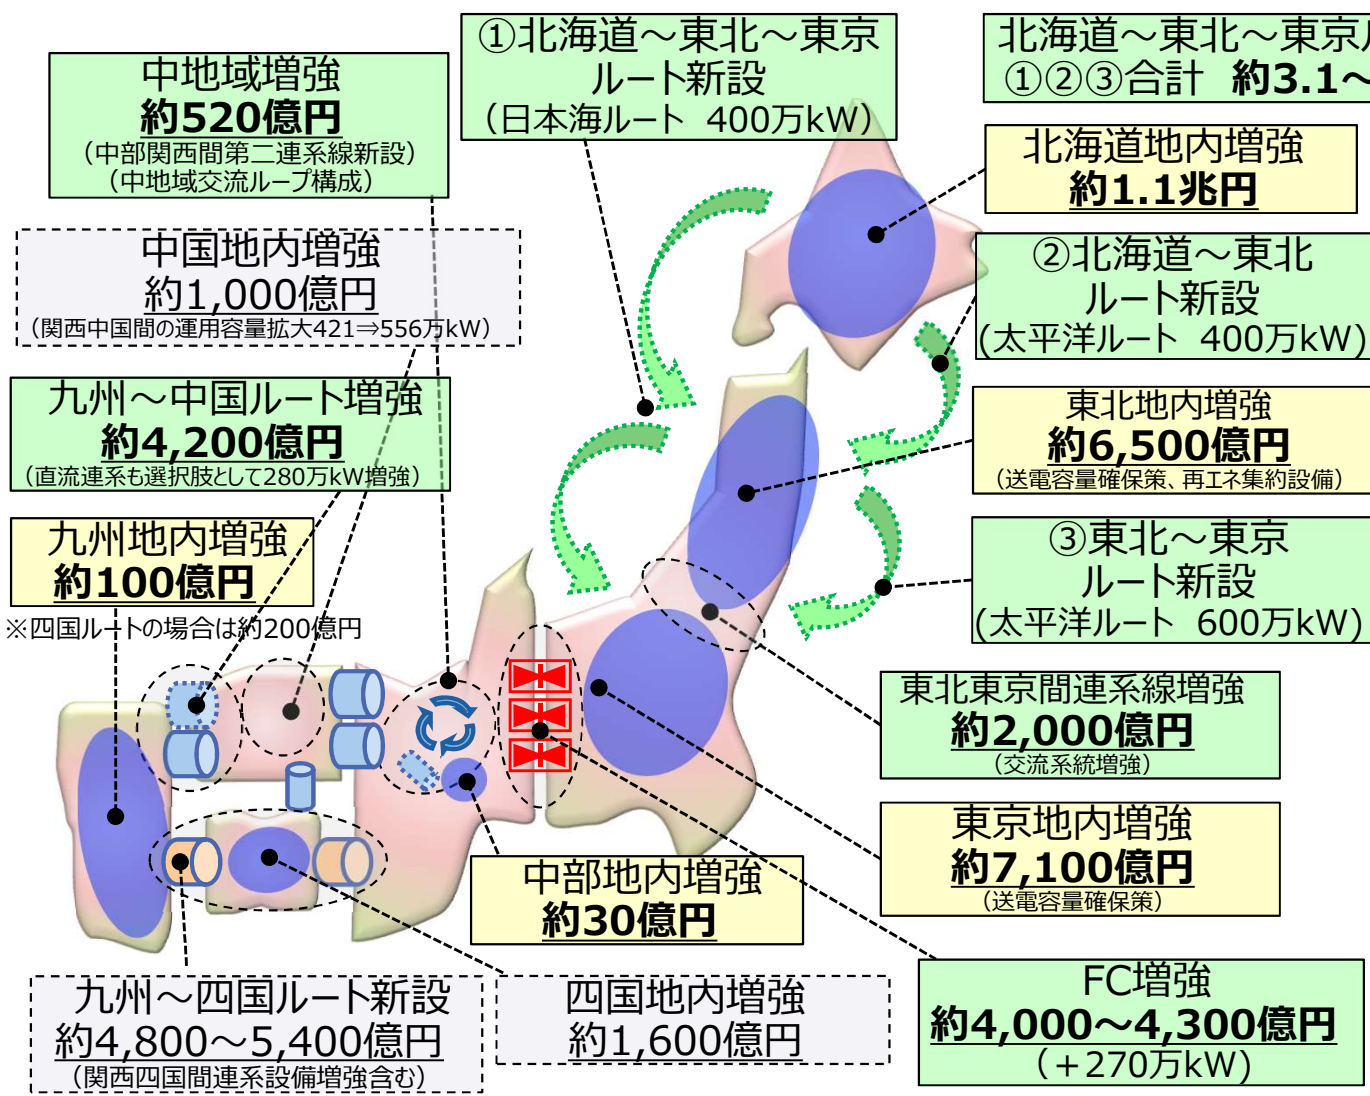 ①北海道～東北～東京
ルート新設
(日本海ルート 400万kW)
北海道～東北～東京
①②③合計 約3.1～
中地域増強
約520億円
(中部関西間第二連系線新設)
(中地域交流ループ構成)
北海道地内増強
約1.1兆円
中国地内増強
約1,000億円
(関西中国間の運用容量拡大421⇒556万kW)
②北海道～東北
ルート新設
(太平洋ルート 400万kW)
九州～中国ルート増強
約4,200億円
(直流連系も選択肢として280万kW増強)
東北地内増強
約6,500億円
(送電容量確保策、再エネ集約設備)
九州地内増強
約100億円
※四国ルートの場合は約200億円
③東北～東京
ルート新設
(太平洋ルート 600万kW)
東北東京間連系線増強
約2,000億円
(交流系統増強)
東京地内増強
約7,100億円
(送電容量確保策)
中部地内増強
約30億円
九州～四国ルート新設
約4,800～5,400億円
(関西四国間連系設備増強含む)
四国地内増強
約1,600億円
FC増強
約4,000～4,300億円
(＋270万kW)